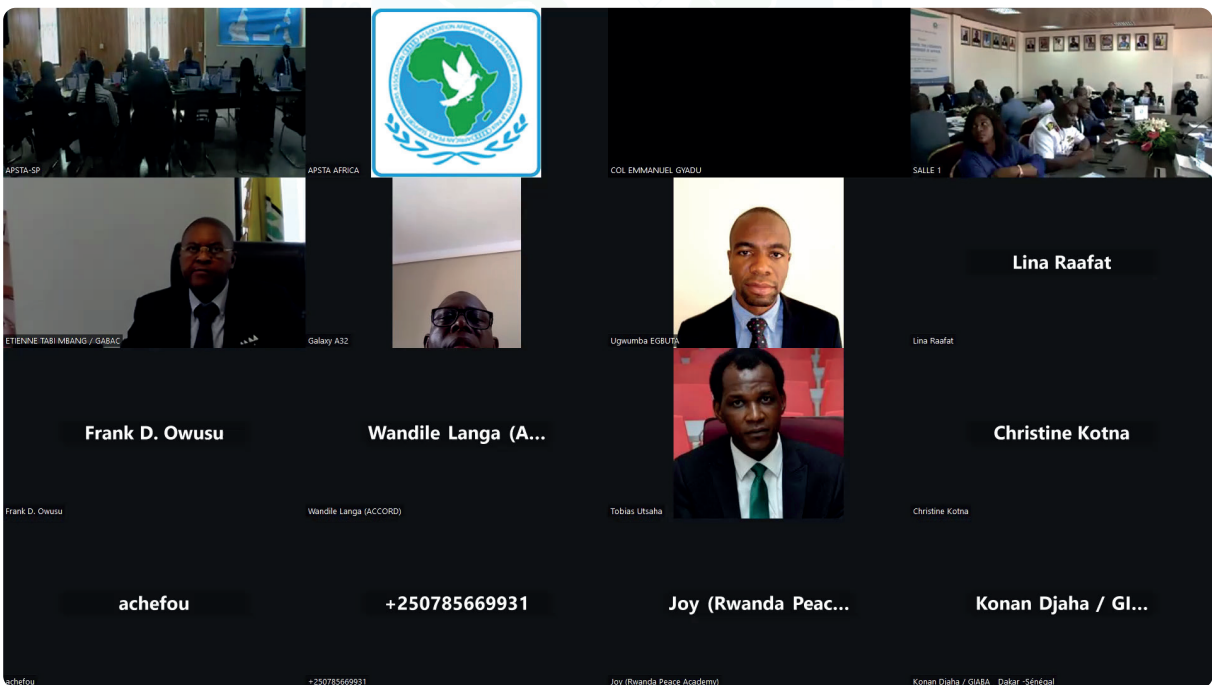 APSTA-SP
APSTA AFRICA
COL EMMANUEL GYADU
SALLE 1
ETIENNE TABI MBANG / GABAC
Galaxy A32
Ugwumba EGBUTA
Lina Raafat
Lina Raafat
Frank D. Owusu
Wandile Langa (A...
Christine Kotna
Frank D. Owusu
Wandile Langa (ACCORD)
Tobias Utsaha
Christine Kotna
achefou
+250785669931
Joy (Rwanda Peac...
Konan Djaha / GI...
achefou
+250785669931
Joy (Rwanda Peace Academy)
Konan Djaha / GIABA _ Dakar -Sénégal